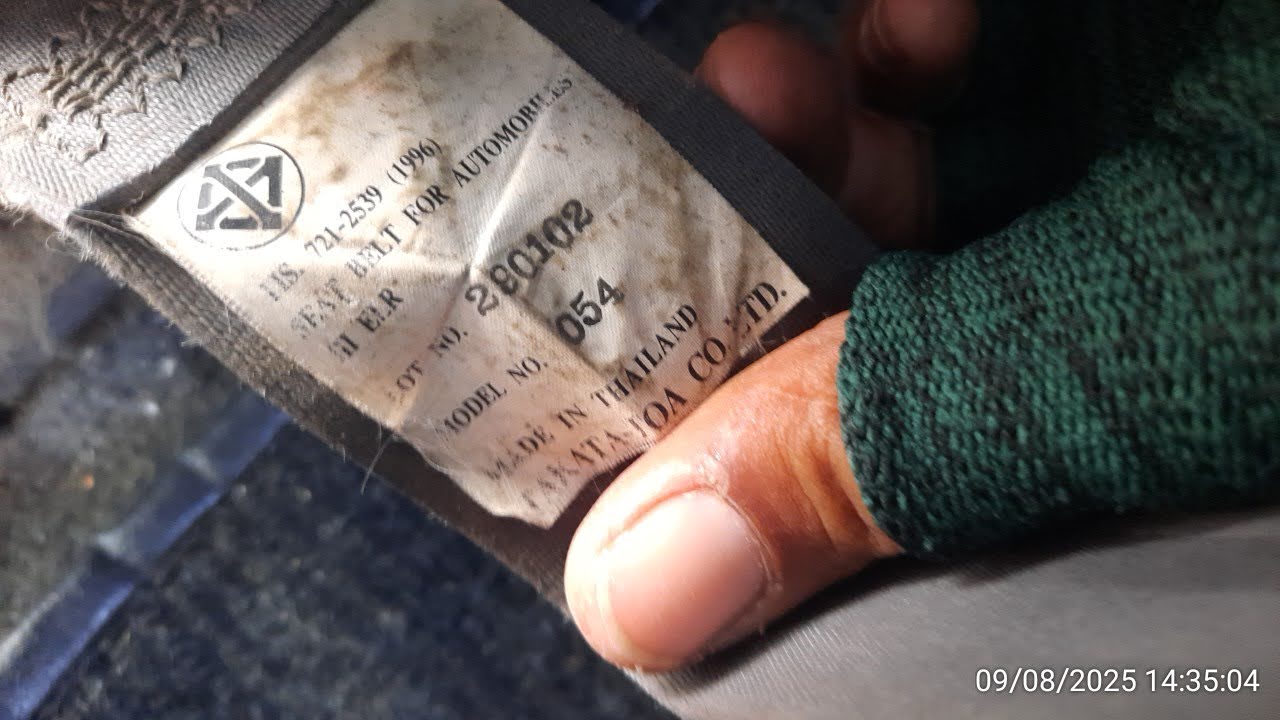 TIS. 721-2539 (1996)
SEAT BELT FOR AUTOMOBILES
ELR
LOT NO. 280102
MODEL NO. 054
MADE IN THAILAND
TAKATA-TOA CO.,LTD.
09/08/2025 14:35:04